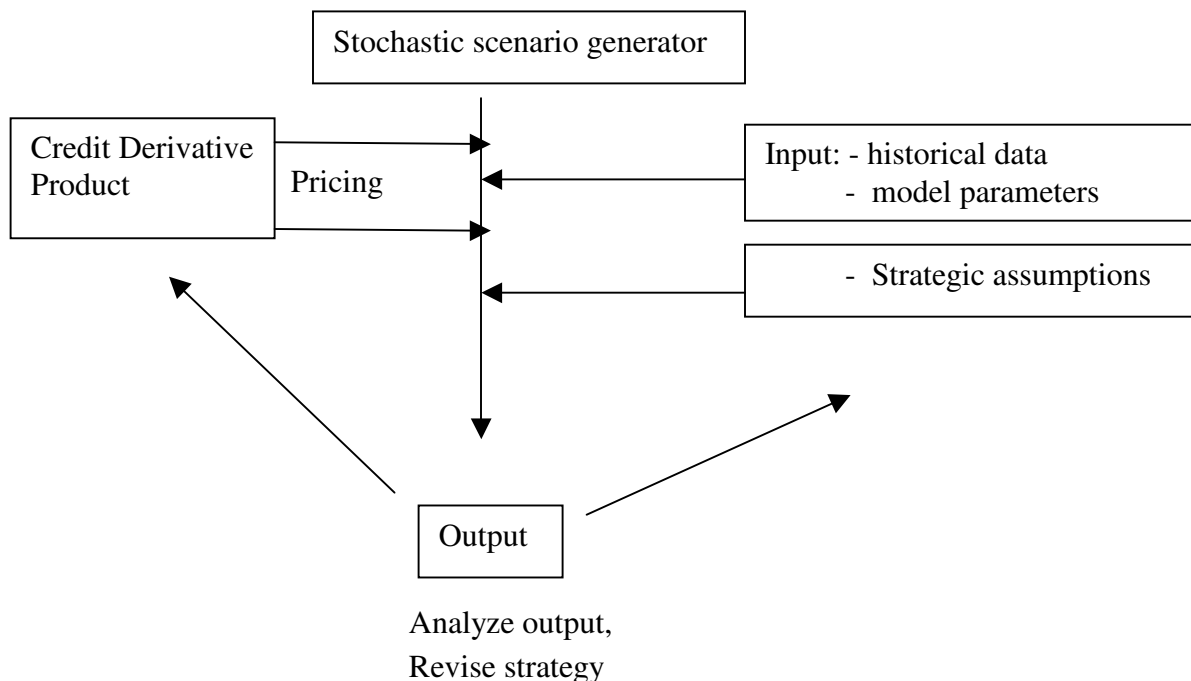 Stochastic scenario generator
Credit Derivative
Product
Pricing
Input: - historical data
- model parameters
- Strategic assumptions
Output
Analyze output,
Revise strategy